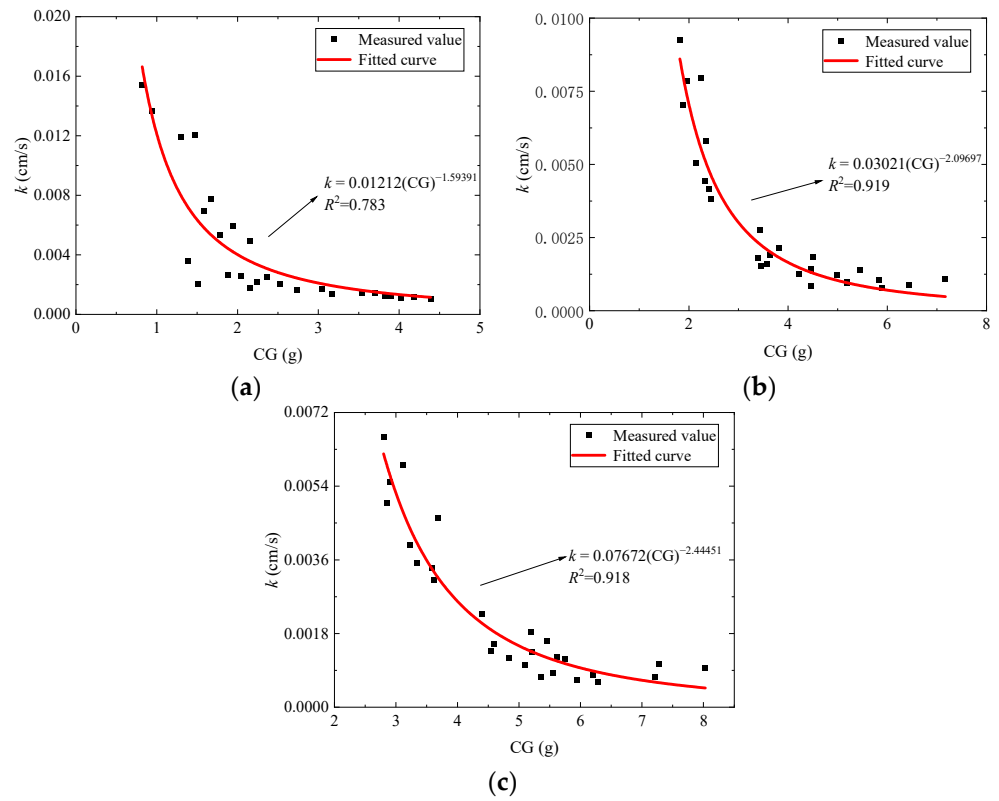 0.020
0.016
0.012
0.008
0.004
0.000
k (cm/s)
Measured value
Fitted curve
k = 0.01212(CG)^−1.59391
R²=0.783
0 1 2 3 4 5
CG (g)
(a)
0.0100
0.0075
0.0050
0.0025
0.0000
k (cm/s)
Measured value
Fitted curve
k = 0.03021(CG)^−2.09697
R²=0.919
0 2 4 6 8
CG (g)
(b)
0.0072
0.0054
0.0036
0.0018
0.0000
k (cm/s)
Measured value
Fitted curve
k = 0.07672(CG)^−2.44451
R²=0.918
2 3 4 5 6 7 8
CG (g)
(c)